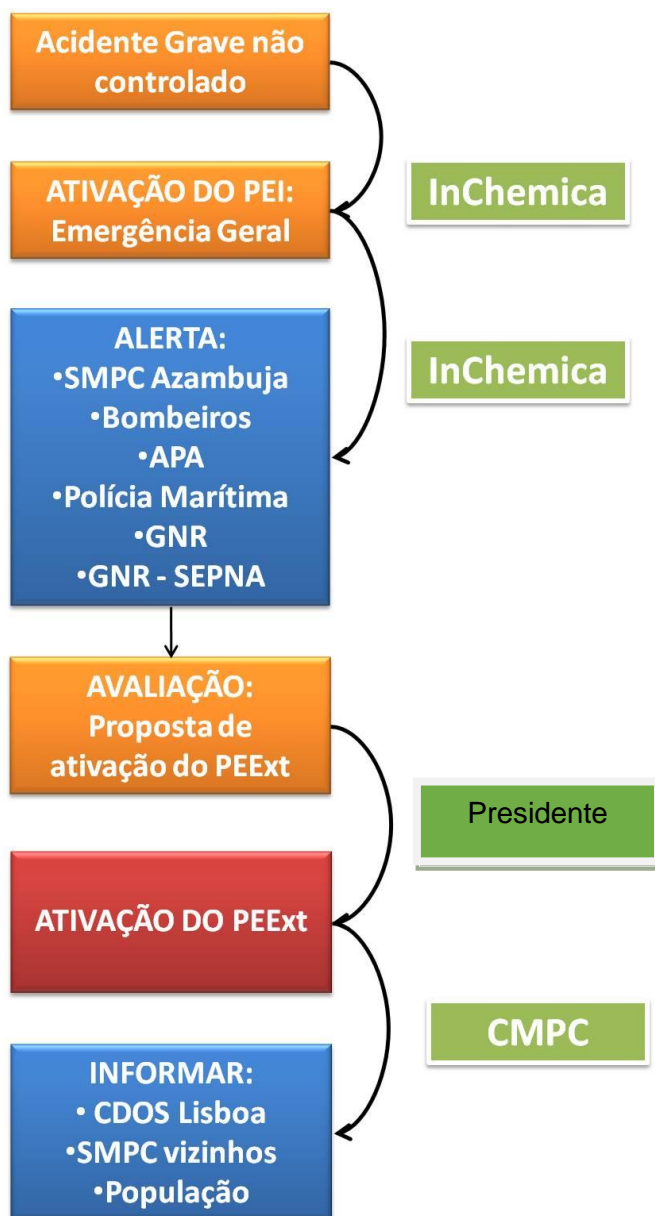 Acidente Grave não
controlado
InChemica
ATIVAÇÃO DO PEI:
Emergência Geral
InChemica
ALERTA:
•SMPC Azambuja
•Bombeiros
•APA
•Polícia Marítima
•GNR
•GNR - SEPNA
AVALIAÇÃO:
Proposta de
ativação do PEExt
Presidente
ATIVAÇÃO DO PEExt
CMPC
INFORMAR:
• CDOS Lisboa
•SMPC vizinhos
•População